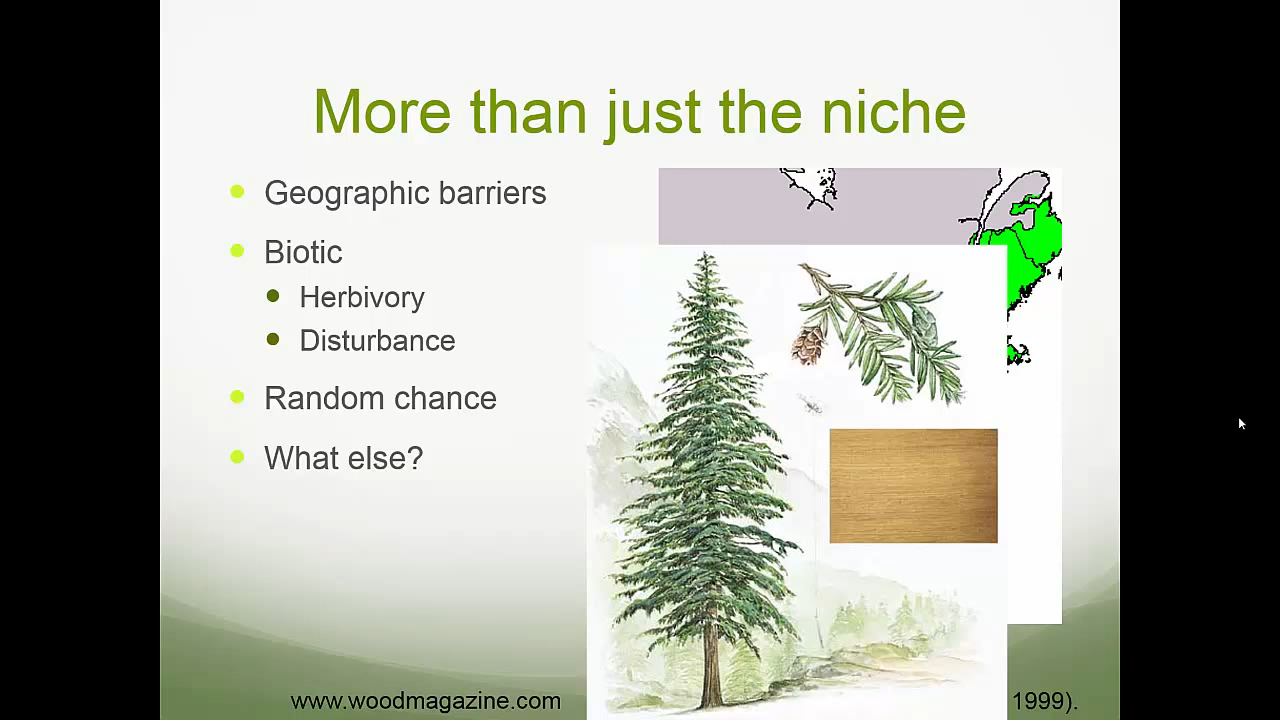 More than just the niche
Geographic barriers
Biotic
Herbivory
Disturbance
Random chance
What else?
www.woodmagazine.com
1999).